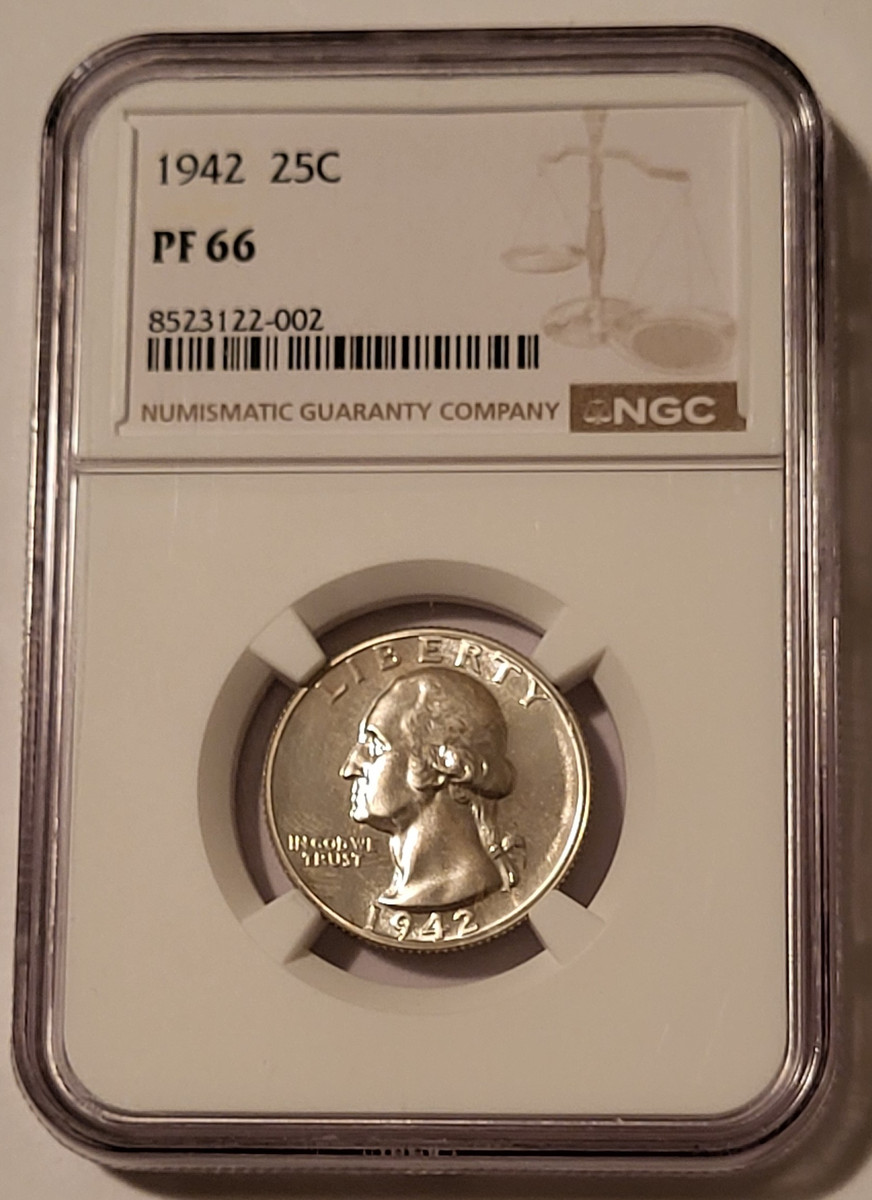 1942 25C
PF 66
8523122-002
NUMISMATIC GUARANTY COMPANY NGC
LIBERTY
IN GOD WE
TRUST
1942